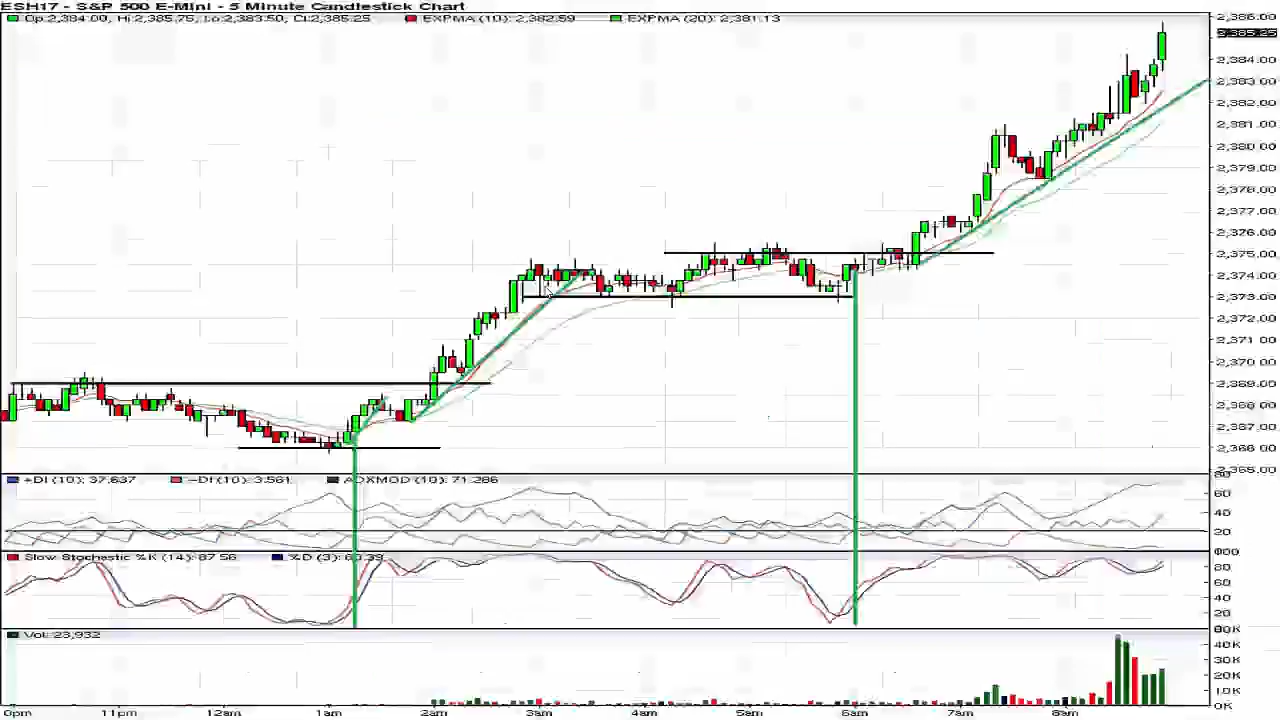 ESH17 - S&P 500 E-Mini - 5 Minute Candlestick Chart
Op:2,384.00, Hi:2,385.75, Lo:2,383.50, Cl:2,385.25 EXPMA (10): 2,382.59 EXPMA (20): 2,381.13
2,386.00
2,385.25
2,384.00
2,383.00
2,382.00
2,381.00
2,380.00
2,379.00
2,378.00
2,377.00
2,376.00
2,375.00
2,374.00
2,373.00
2,372.00
2,371.00
2,370.00
2,369.00
2,368.00
2,367.00
2,366.00
2,365.00
+DI (10): 37.637 -DI (10): 3.561 ADXMOD (10): 71.286
80
60
40
20
Slow Stochastic %K (14): 87.56 %D (3):
80
60
40
20
Vol: 23,932
40K
30K
20K
10K
0K
11pm 12am 1am 2am 3am 4am 5am 6am 7am 8am